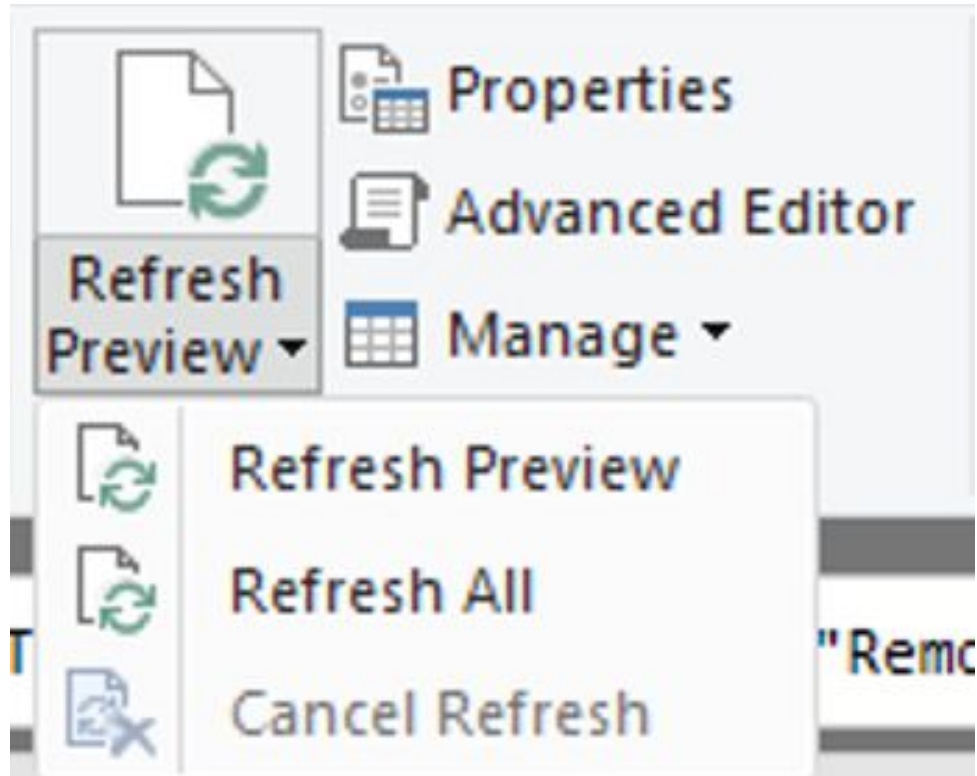 Properties
Advanced Editor
Refresh
Preview
Manage
Refresh Preview
Refresh All
Cancel Refresh
T
"Remo